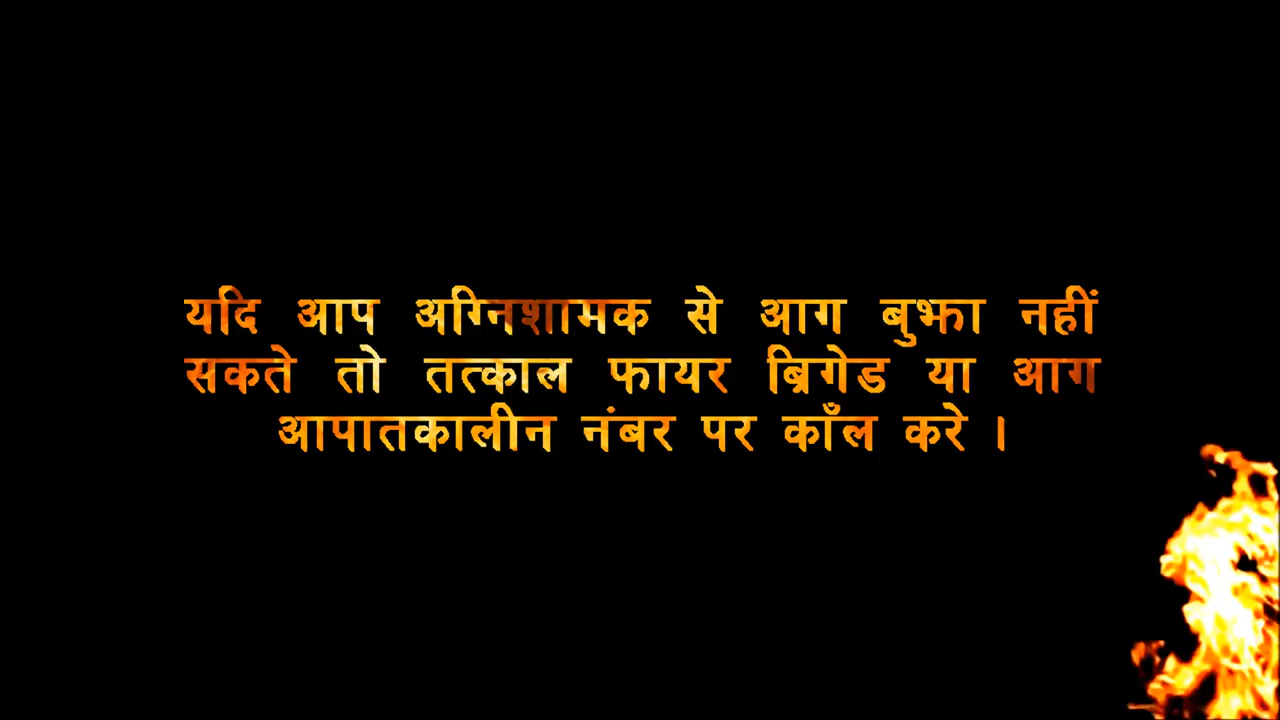 यदि आप अग्निशामक से आग बुझा नहीं
सकते तो तत्काल फायर ब्रिगेड या आग
आपातकालीन नंबर पर काँल करे ।